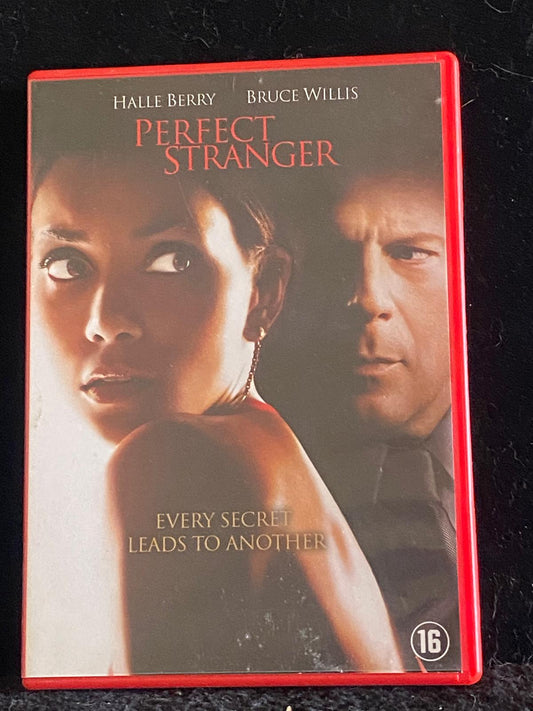 HALLE BERRY BRUCE WILLIS
PERFECT
STRANGER
EVERY SECRET
LEADS TO ANOTHER
16